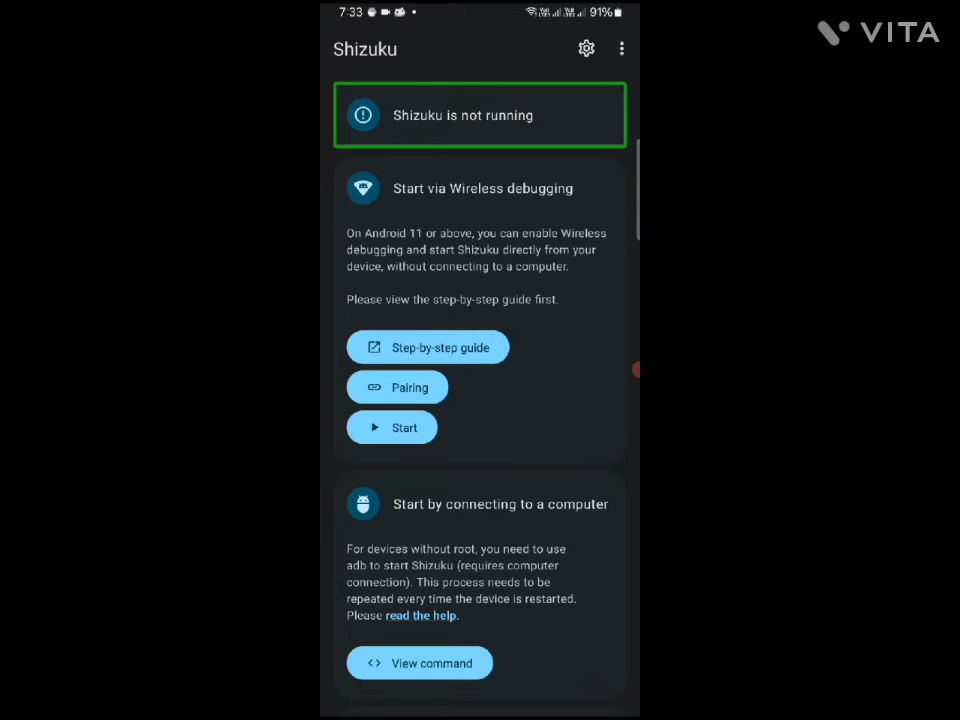 7:33
91%
VITA
Shizuku
Shizuku is not running
Start via Wireless debugging
On Android 11 or above, you can enable Wireless
debugging and start Shizuku directly from your
device, without connecting to a computer.
Please view the step-by-step guide first.
Step-by-step guide
Pairing
Start
Start by connecting to a computer
For devices without root, you need to use
adb to start Shizuku (requires computer
connection). This process needs to be
repeated every time the device is restarted.
Please read the help.
View command